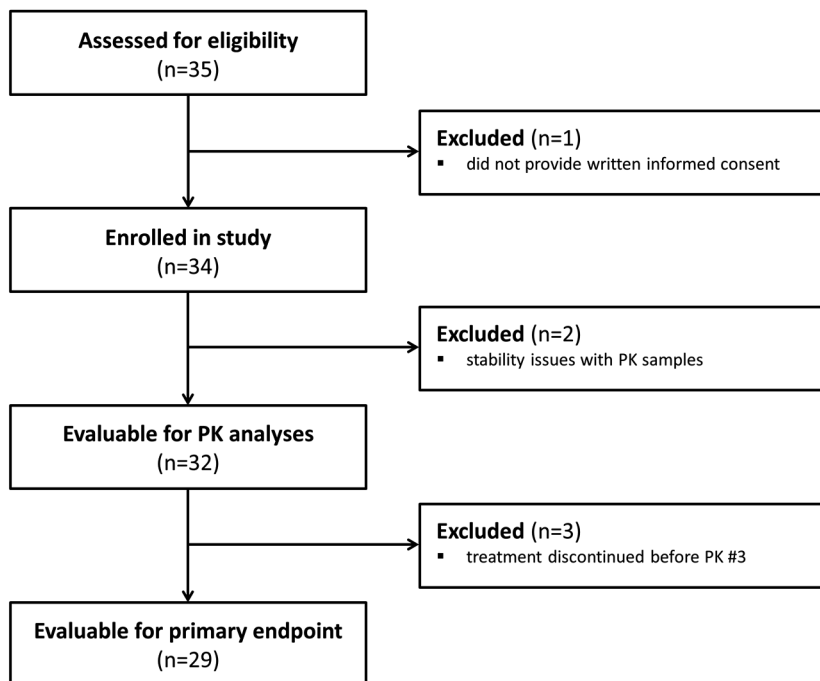 Assessed for eligibility
(n=35)
Excluded (n=1)
▪ did not provide written informed consent
Enrolled in study
(n=34)
Excluded (n=2)
▪ stability issues with PK samples
Evaluable for PK analyses
(n=32)
Excluded (n=3)
▪ treatment discontinued before PK #3
Evaluable for primary endpoint
(n=29)